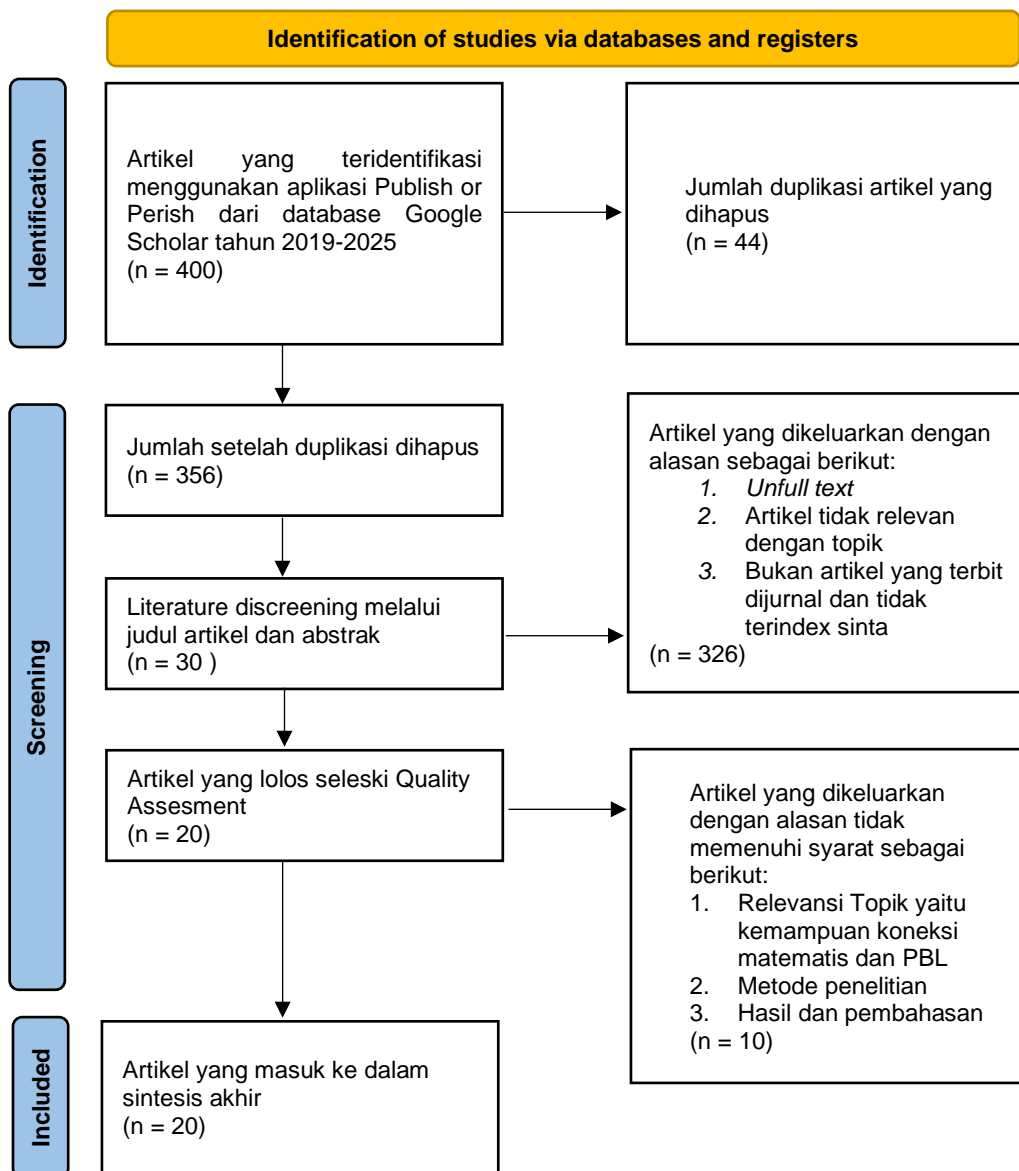 Identification of studies via databases and registers
Identification
Artikel yang teridentifikasi
menggunakan aplikasi Publish or
Perish dari database Google
Scholar tahun 2019-2025
(n = 400)
Jumlah duplikasi artikel yang
dihapus
(n = 44)
Screening
Jumlah setelah duplikasi dihapus
(n = 356)
Artikel yang dikeluarkan dengan
alasan sebagai berikut:
1. Unfull text
2. Artikel tidak relevan
dengan topik
3. Bukan artikel yang terbit
dijurnal dan tidak
terindex sinta
(n = 326)
Literature discreening melalui
judul artikel dan abstrak
(n = 30 )
Artikel yang lolos seleski Quality
Assesment
(n = 20)
Artikel yang dikeluarkan
dengan alasan tidak
memenuhi syarat sebagai
berikut:
1. Relevansi Topik yaitu
kemampuan koneksi
matematis dan PBL
2. Metode penelitian
3. Hasil dan pembahasan
(n = 10)
Included
Artikel yang masuk ke dalam
sintesis akhir
(n = 20)